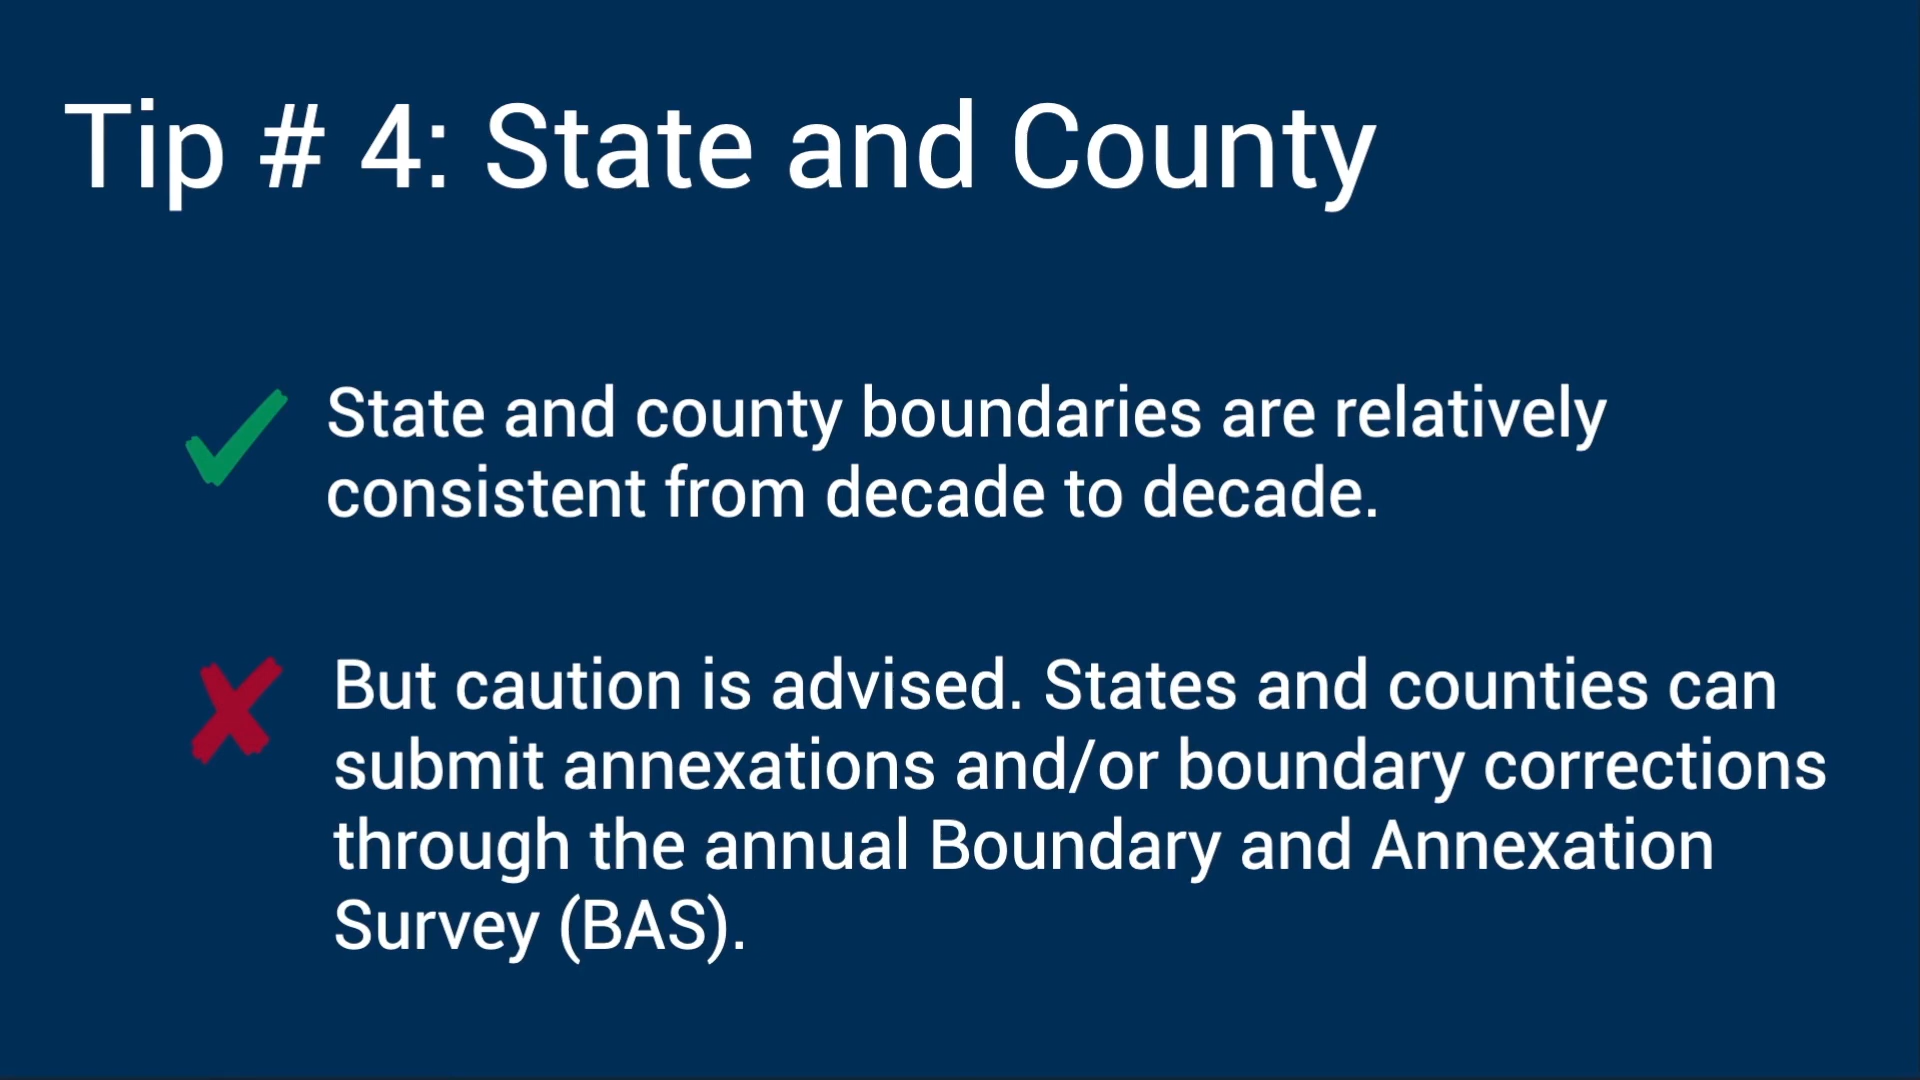 Tip # 4: State and County
State and county boundaries are relatively
consistent from decade to decade.
But caution is advised. States and counties can
submit annexations and/or boundary corrections
through the annual Boundary and Annexation
Survey (BAS).